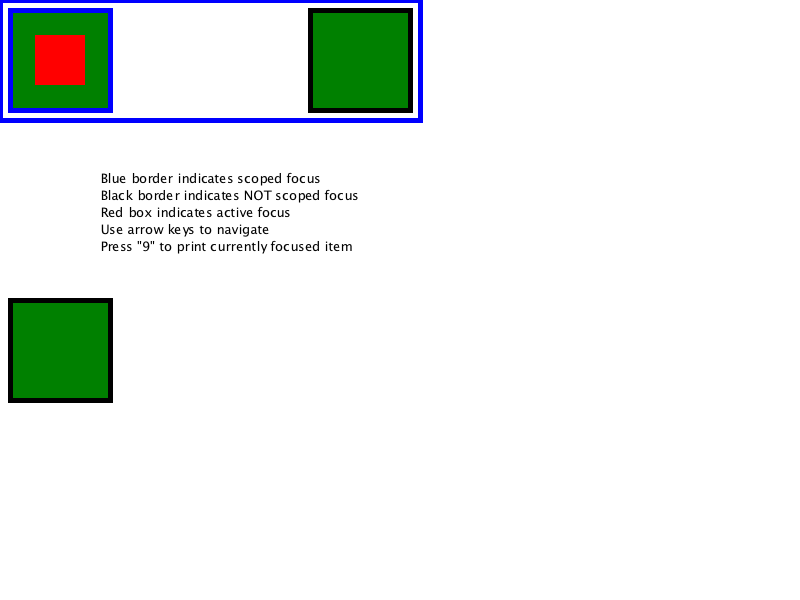 Blue border indicates scoped focus
Black border indicates NOT scoped focus
Red box indicates active focus
Use arrow keys to navigate
Press "9" to print currently focused item